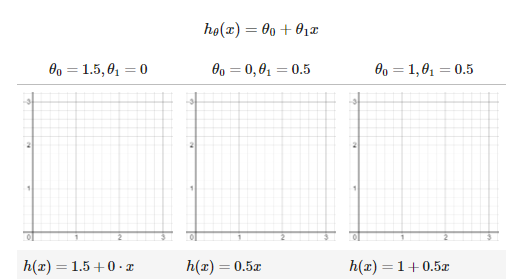 hθ(x) = θ₀ + θ₁x
θ₀ = 1.5, θ₁ = 0 θ₀ = 0, θ₁ = 0.5 θ₀ = 1, θ₁ = 0.5
3 3 3
2 2 2
1 1 1
0 1 2 3 0 1 2 3 0 1 2 3
h(x) = 1.5 + 0 · x h(x) = 0.5x h(x) = 1 + 0.5x